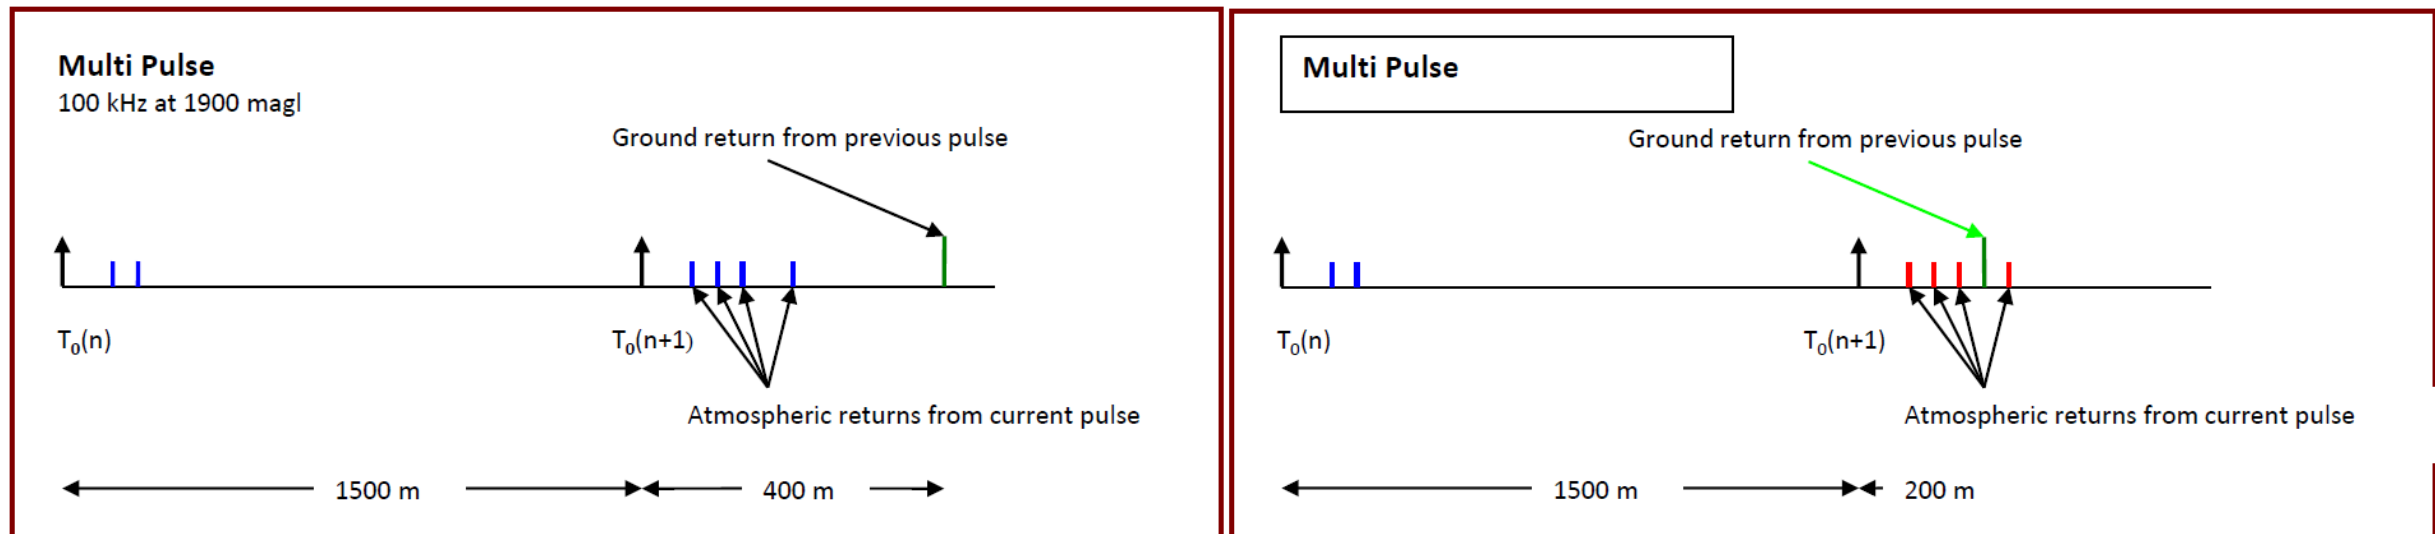 Multi Pulse
100 kHz at 1900 magl
Ground return from previous pulse
T₀(n)
T₀(n+1)
Atmospheric returns from current pulse
1500 m
400 m
Multi Pulse
Ground return from previous pulse
T₀(n)
T₀(n+1)
Atmospheric returns from current pulse
1500 m
200 m